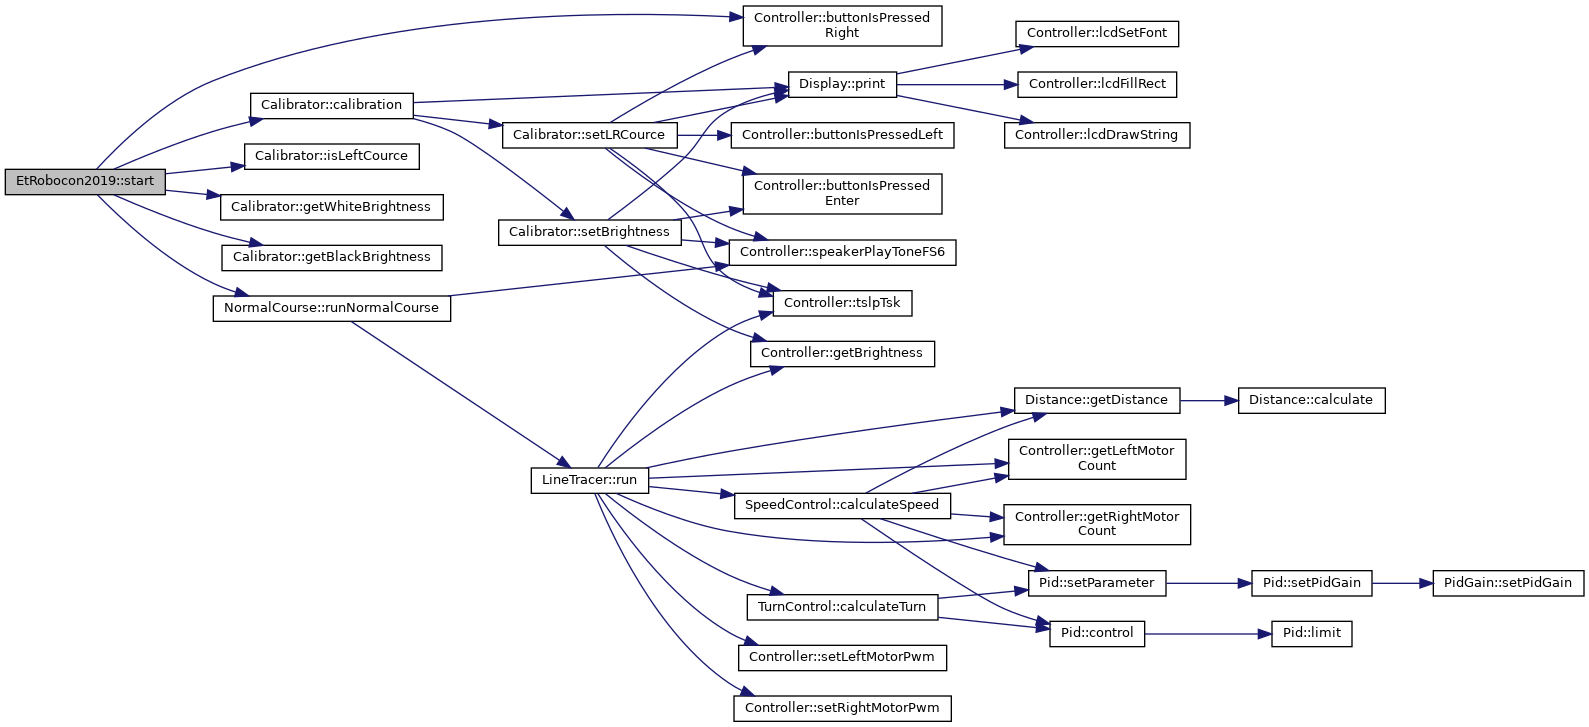 EtRobocon2019::start
Calibrator::calibration
Calibrator::isLeftCource
Calibrator::getWhiteBrightness
Calibrator::getBlackBrightness
NormalCourse::runNormalCourse
Calibrator::setLRCource
Calibrator::setBrightness
LineTracer::run
Controller::buttonIsPressed
Right
Display::print
Controller::buttonIsPressedLeft
Controller::buttonIsPressed
Enter
Controller::speakerPlayToneFS6
Controller::tslpTsk
Controller::getBrightness
SpeedControl::calculateSpeed
TurnControl::calculateTurn
Controller::setLeftMotorPwm
Controller::setRightMotorPwm
Controller::lcdSetFont
Controller::lcdFillRect
Controller::lcdDrawString
Distance::getDistance
Controller::getLeftMotor
Count
Controller::getRightMotor
Count
Pid::setParameter
Pid::control
Distance::calculate
Pid::setPidGain
Pid::limit
PidGain::setPidGain